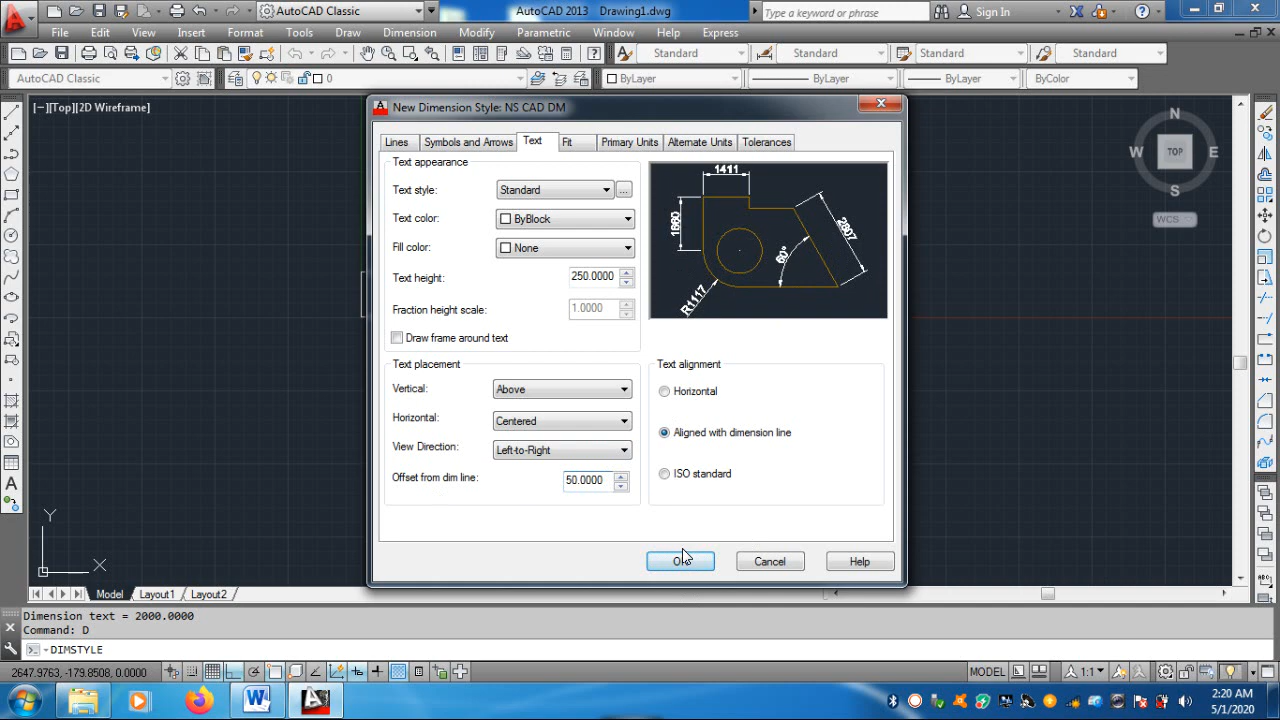 AutoCAD Classic
AutoCAD 2013 Drawing1.dwg
Type a keyword or phrase
Sign In
File Edit View Insert Format Tools Draw Dimension Modify Parametric Window Help Express
Standard Standard Standard Standard
AutoCAD Classic
0
ByLayer ByLayer ByLayer ByColor
[−][Top][2D Wireframe]
New Dimension Style: NS CAD DM
Lines Symbols and Arrows Text Fit Primary Units Alternate Units Tolerances
Text appearance
Text style: Standard
...
Text color: ByBlock
Fill color: None
Text height: 250.0000
Fraction height scale: 1.0000
Draw frame around text
1411
1660
2807
60°
R1117
Text placement
Vertical: Above
Horizontal: Centered
View Direction: Left-to-Right
Offset from dim line: 50.0000
Text alignment
Horizontal
Aligned with dimension line
ISO standard
Cancel
Help
N
W TOP E
S
WCS
Y
X
Model Layout1 Layout2
Dimension text = 2000.0000
Command: D
DIMSTYLE
2647.9763, -179.8508, 0.0000
MODEL
1:1
2:20 AM
5/1/2020